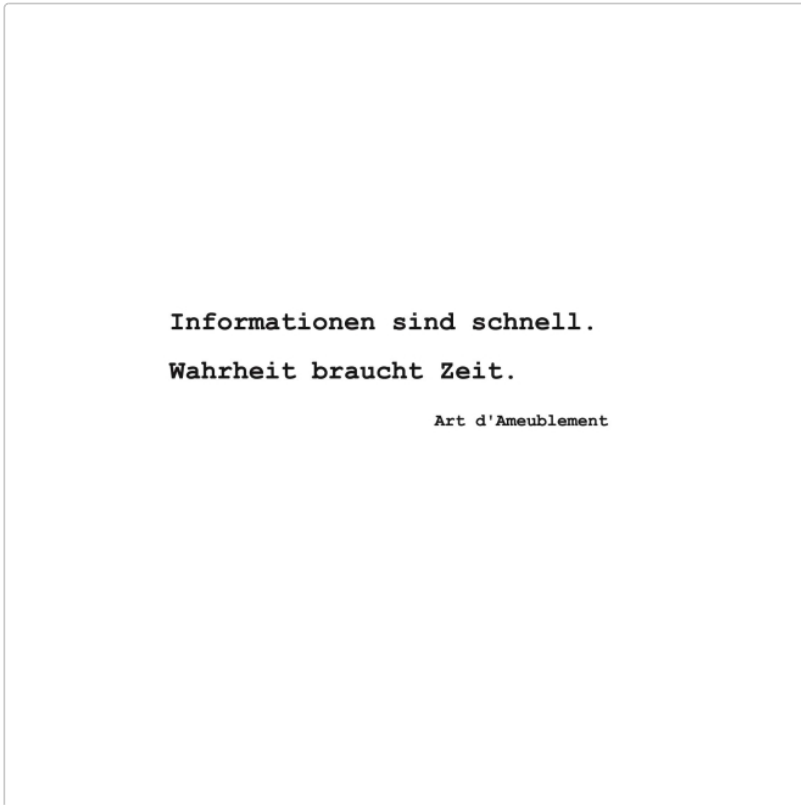 Informationen sind schnell.
Wahrheit braucht Zeit.
Art d'Ameublement